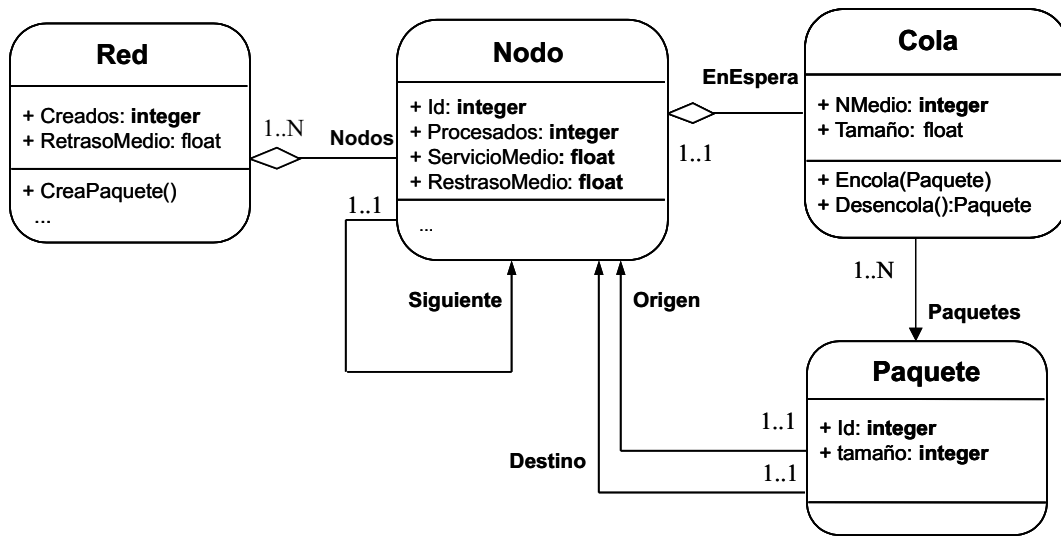 Red
+ Creados: integer
+ RetrasoMedio: float
+ CreaPaquete()
...
1..N
Nodos
Nodo
+ Id: integer
+ Procesados: integer
+ ServicioMedio: float
+ RestrasoMedio: float
...
1..1
Siguiente
EnEspera
1..1
Cola
+ NMedio: integer
+ Tamaño: float
+ Encola(Paquete)
+ Desencola():Paquete
1..N
Paquetes
Origen
Destino
1..1
1..1
Paquete
+ Id: integer
+ tamaño: integer